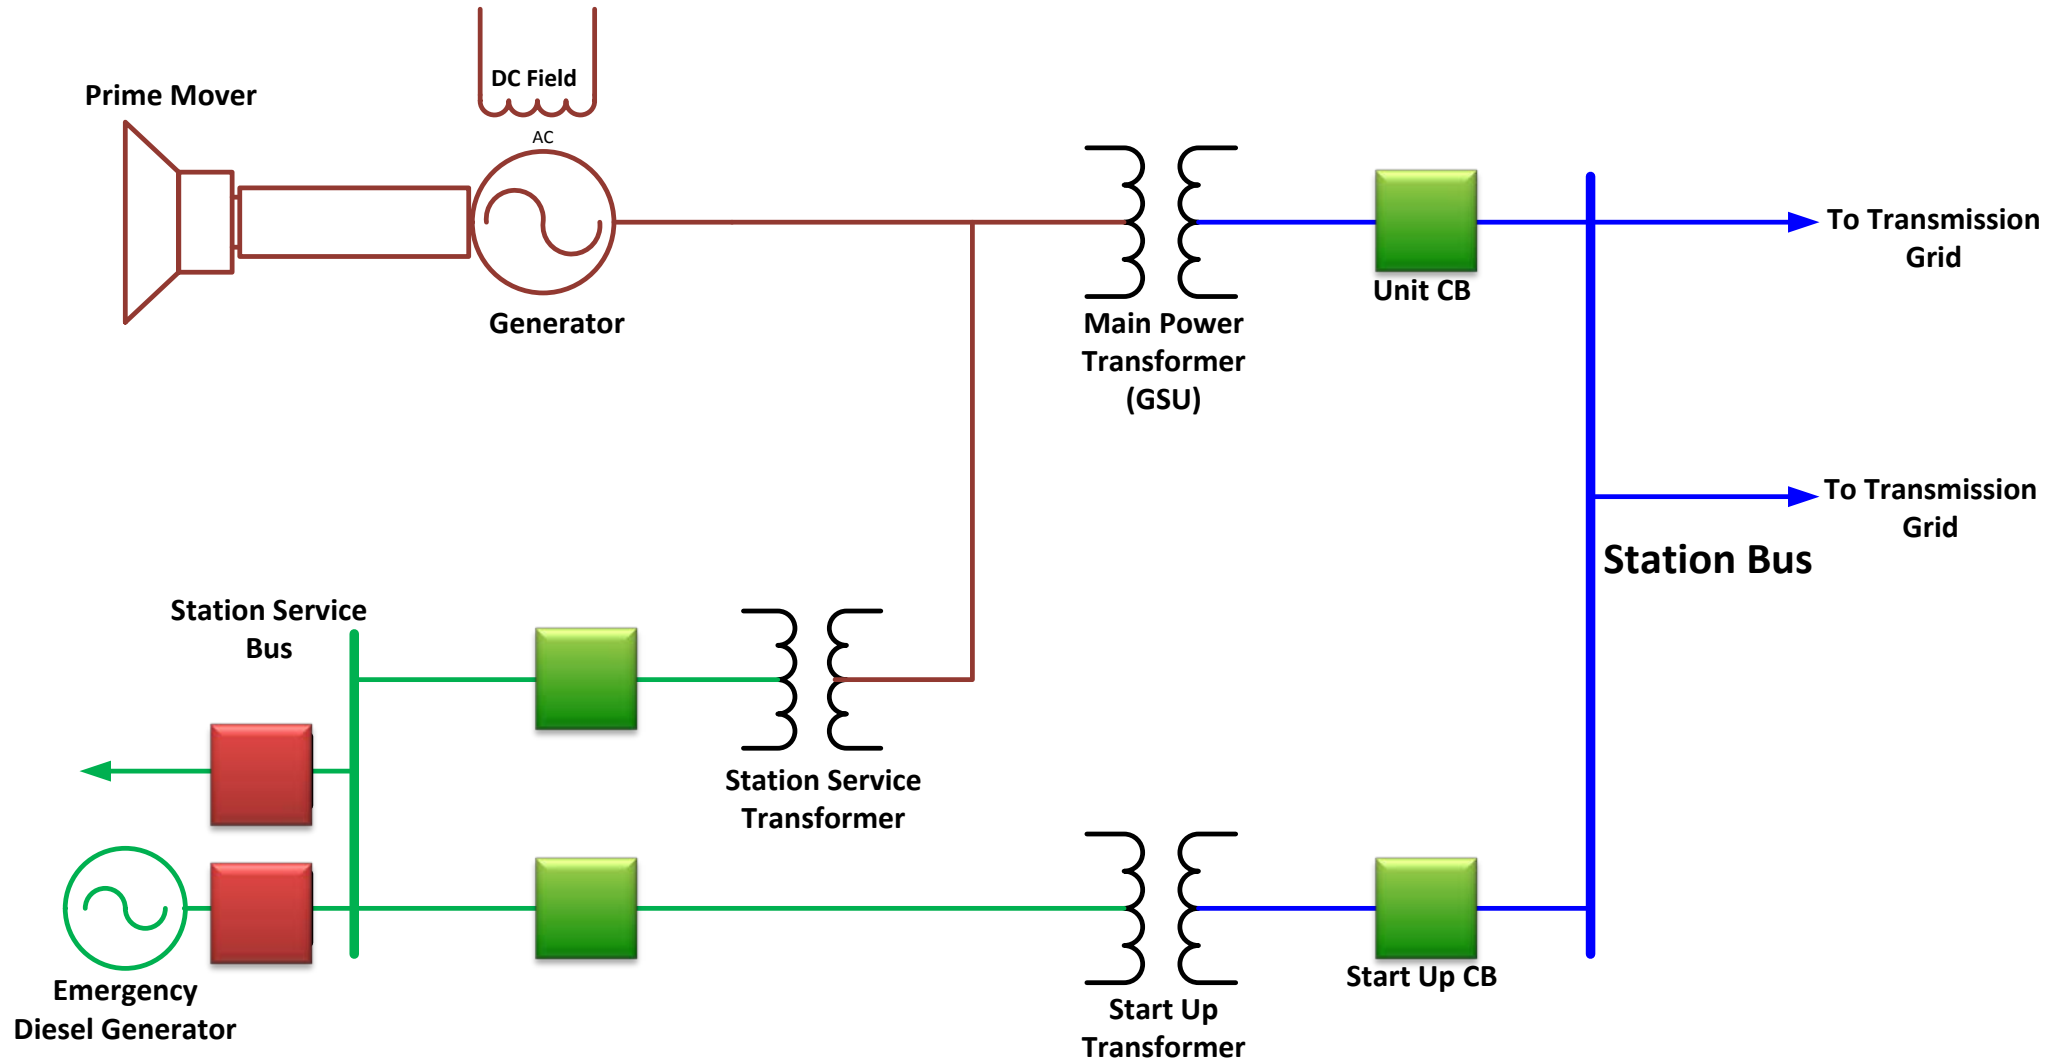 DC Field
Prime Mover
AC
Generator
Main Power
Transformer
(GSU)
Unit CB
To Transmission
Grid
To Transmission
Grid
Station Bus
Station Service
Bus
Station Service
Transformer
Emergency
Diesel Generator
Start Up
Transformer
Start Up CB